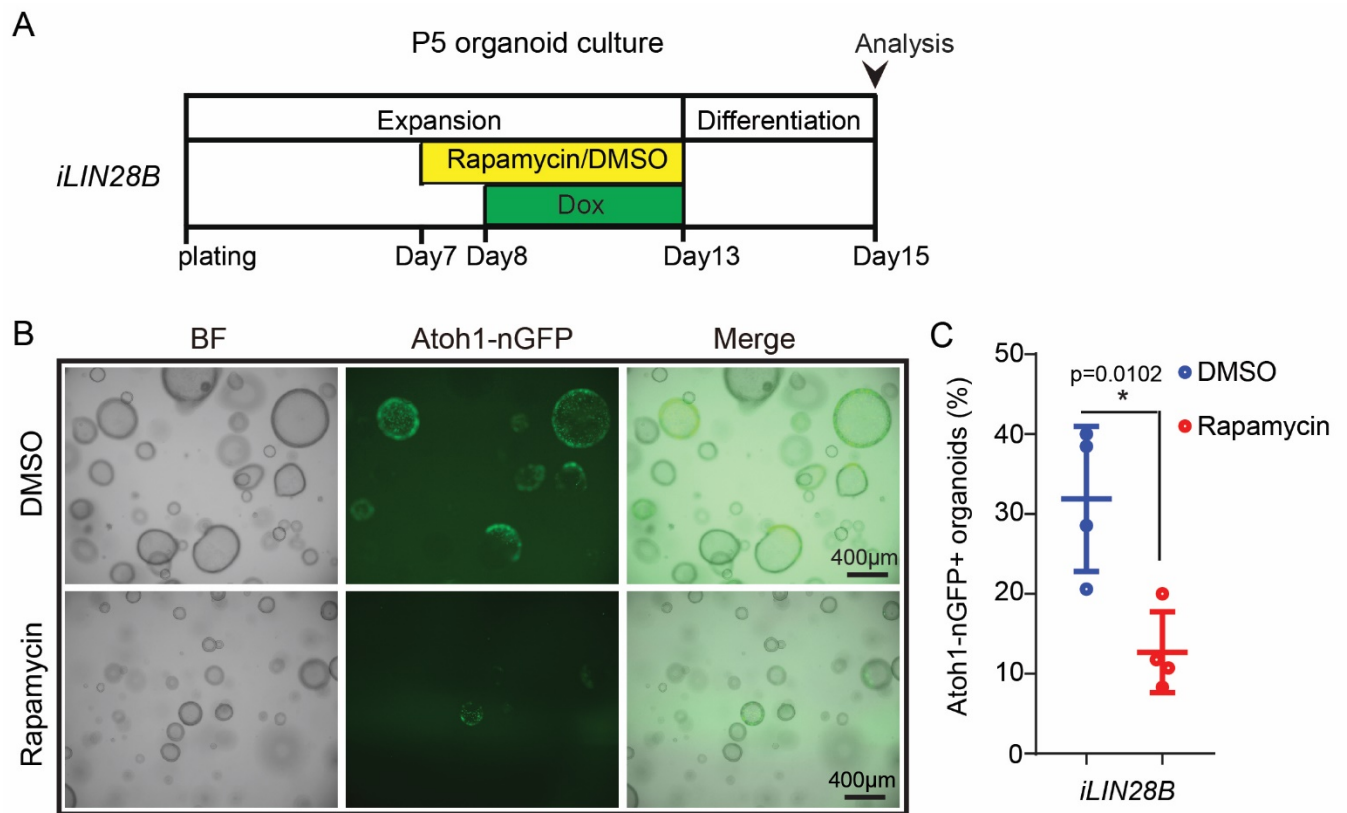 A
P5 organoid culture
Analysis
Expansion
Differentiation
iLIN28B
Rapamycin/DMSO
Dox
plating
Day7
Day8
Day13
Day15
B
BF
Atoh1-nGFP
Merge
DMSO
400µm
Rapamycin
400µm
C
Atoh1-nGFP+ organoids (%)
50
40
30
20
10
0
p=0.0102
*
DMSO
Rapamycin
iLIN28B